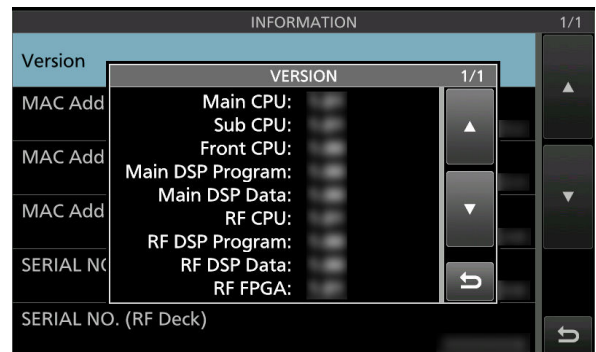 INFORMATION 1/1
Version
VERSION 1/1
MAC Add
Main CPU:
Sub CPU:
Front CPU:
MAC Add
Main DSP Program:
Main DSP Data:
MAC Add
RF CPU:
RF DSP Program:
SERIAL NO
RF DSP Data:
RF FPGA:
SERIAL NO. (RF Deck)